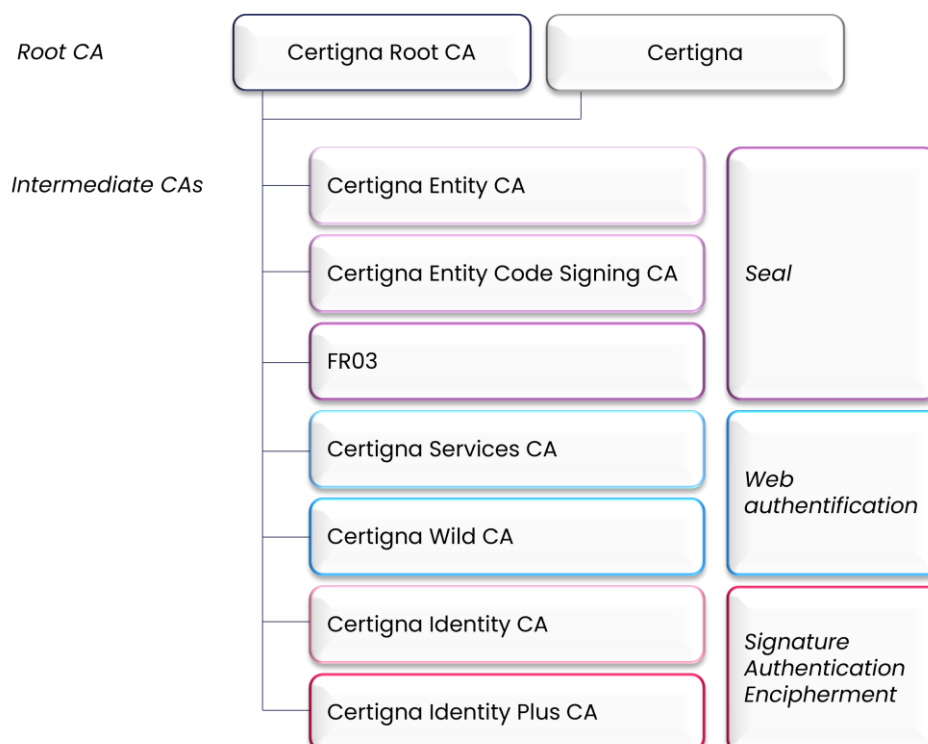 Root CA
Certigna Root CA
Certigna
Intermediate CAs
Certigna Entity CA
Certigna Entity Code Signing CA
Seal
FR03
Certigna Services CA
Web
authentification
Certigna Wild CA
Certigna Identity CA
Signature
Authentication
Encipherment
Certigna Identity Plus CA